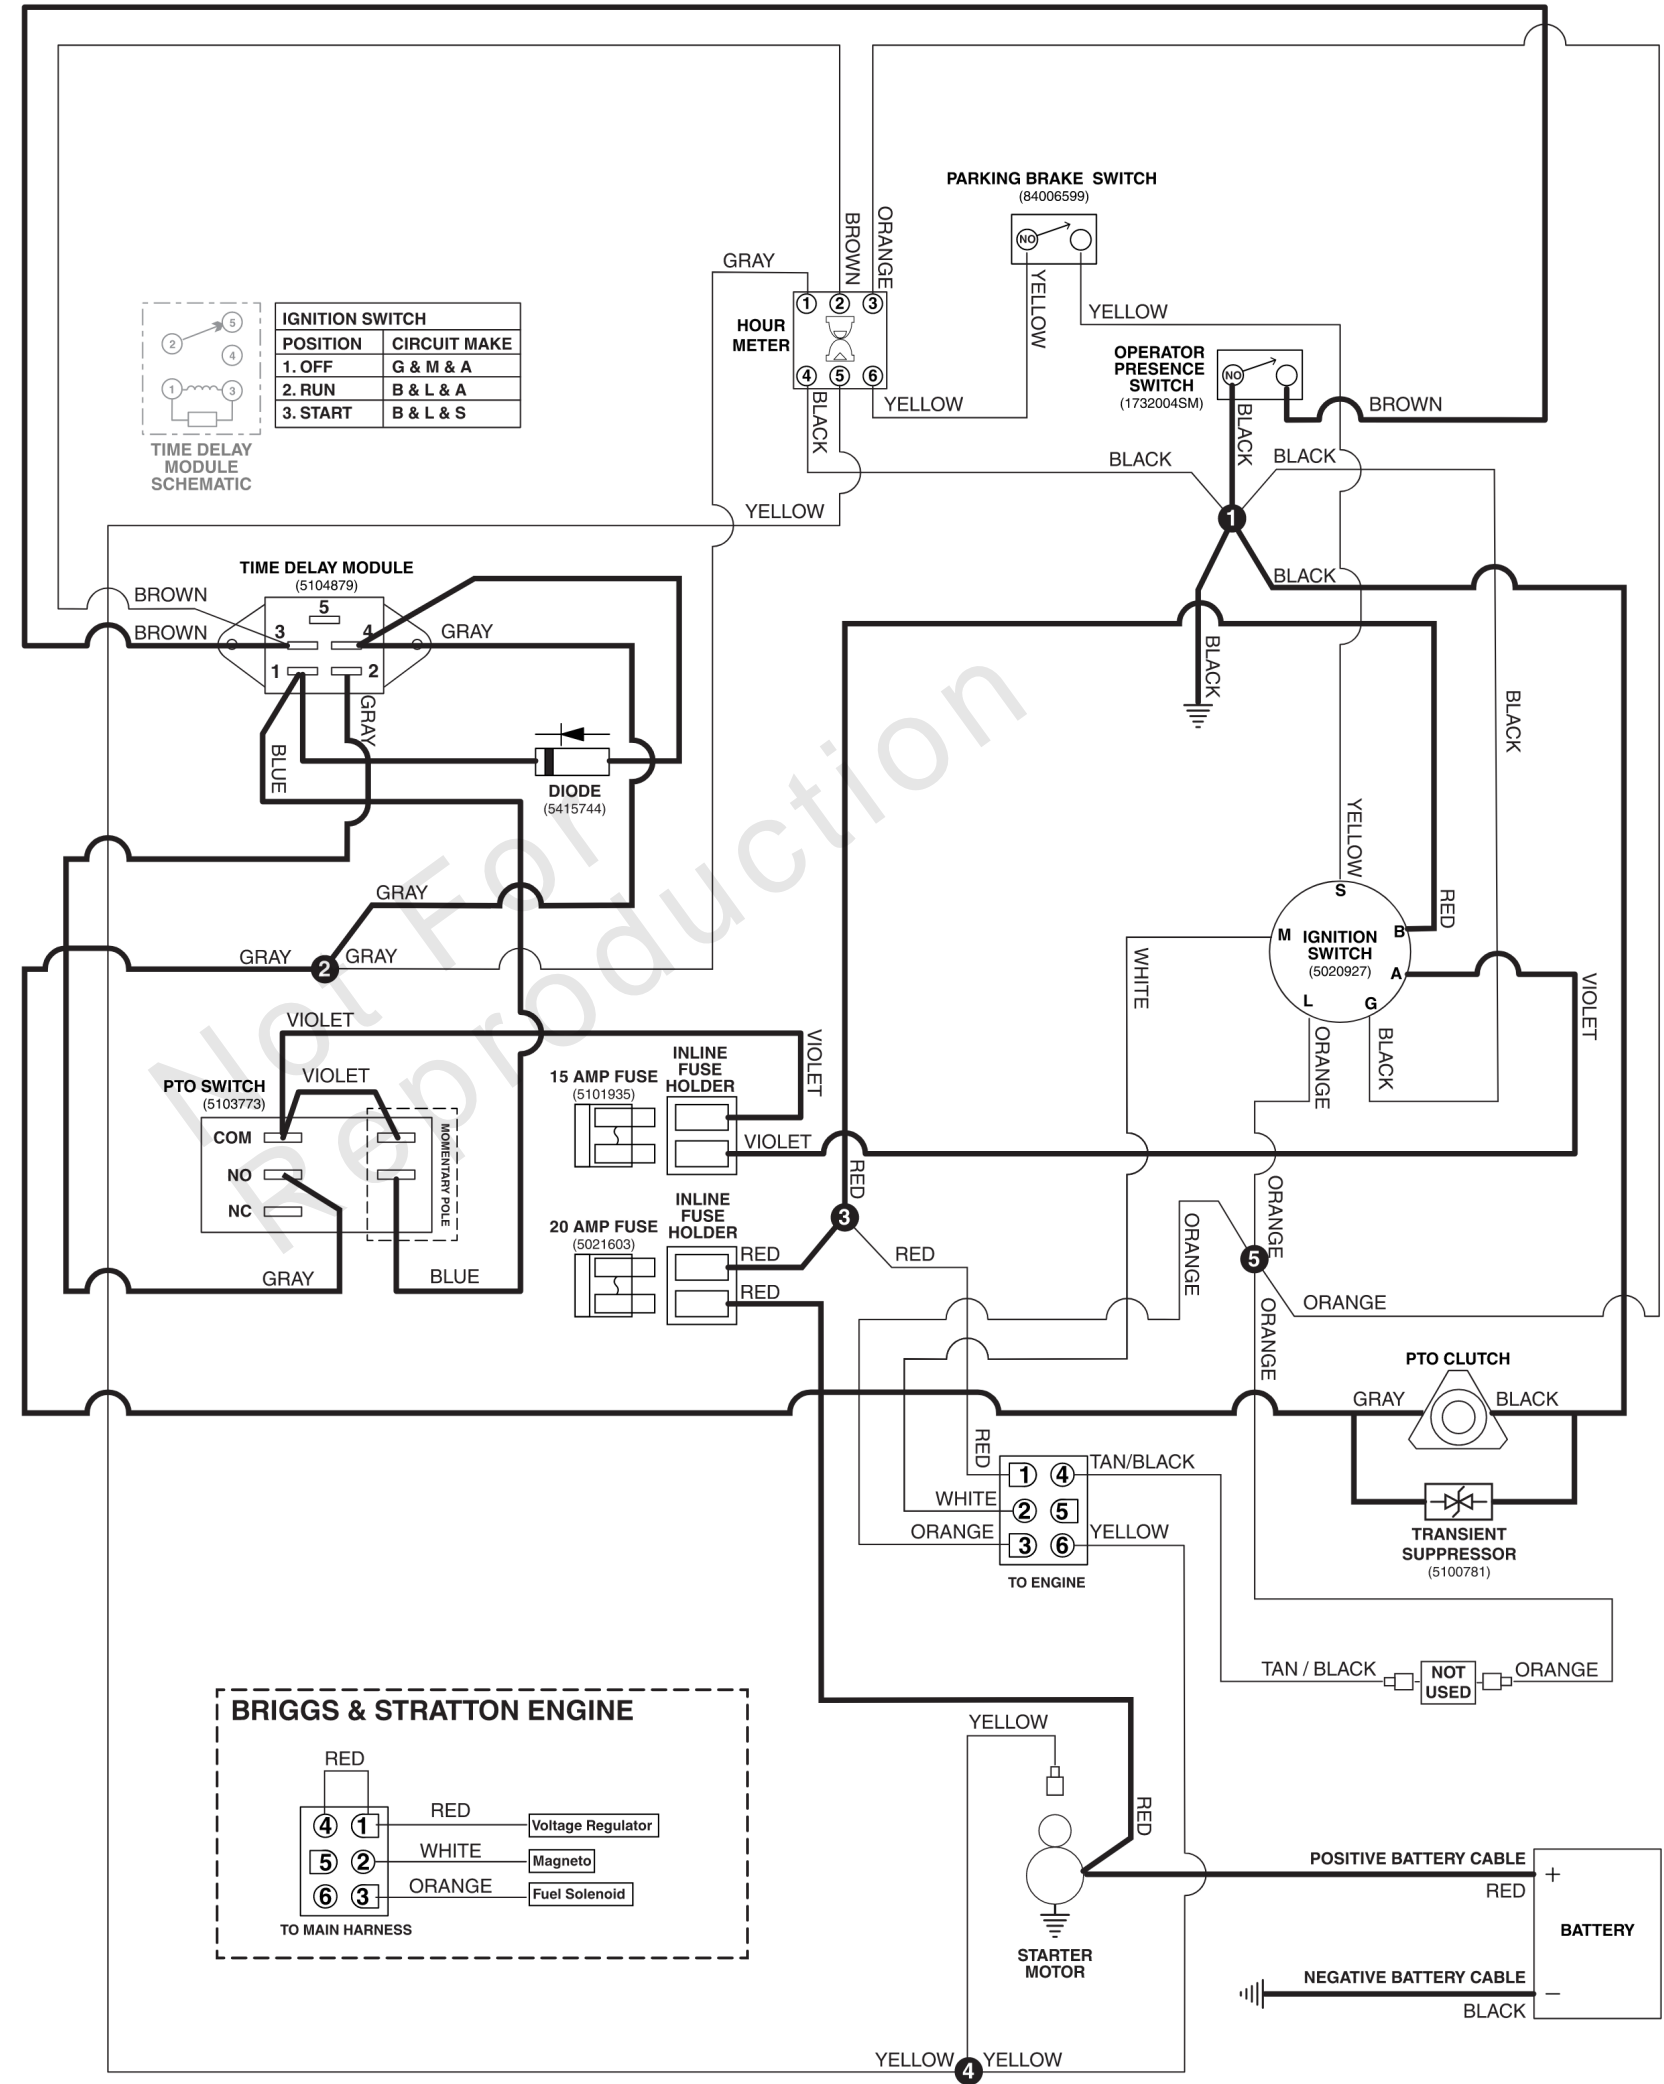 PARKING BRAKE SWITCH
(84006599)
NO
YELLOW
YELLOW
GRAY
BROWN
ORANGE
1 2 3
HOUR
METER
4 5 6
BLACK
YELLOW
YELLOW
OPERATOR
PRESENCE
SWITCH
(1732004SM)
NO
BLACK
BROWN
BLACK
BLACK
1
BLACK
BLACK
BLACK
5
2
4
1
3
TIME DELAY
MODULE
SCHEMATIC
IGNITION SWITCH
POSITION CIRCUIT MAKE
1. OFF G & M & A
2. RUN B & L & A
3. START B & L & S
TIME DELAY MODULE
(5104879)
BROWN
BROWN
5
3 4
1 2
GRAY
GRAY
BLUE
DIODE
(5415744)
GRAY
GRAY
2
GRAY
Not For
Reproduction
VIOLET
VIOLET
VIOLET
PTO SWITCH
(5103773)
COM
NO
NC
MOMENTARY POLE
GRAY
BLUE
15 AMP FUSE
(5101935)
INLINE
FUSE
HOLDER
VIOLET
20 AMP FUSE
(5021603)
INLINE
FUSE
HOLDER
RED
RED
RED
3
RED
YELLOW
RED
S
M
B
IGNITION
SWITCH
(5020927)
A
L
G
WHITE
ORANGE
BLACK
VIOLET
ORANGE
ORANGE
5
ORANGE
ORANGE
PTO CLUTCH
GRAY
BLACK
TRANSIENT
SUPPRESSOR
(5100781)
RED
TAN/BLACK
WHITE
ORANGE
YELLOW
1 4
2 5
3 6
TO ENGINE
TAN / BLACK
NOT
USED
ORANGE
BRIGGS & STRATTON ENGINE
RED
4 1
5 2
6 3
RED
Voltage Regulator
WHITE
Magneto
ORANGE
Fuel Solenoid
TO MAIN HARNESS
YELLOW
RED
STARTER
MOTOR
POSITIVE BATTERY CABLE
RED
+
BATTERY
NEGATIVE BATTERY CABLE
BLACK
−
YELLOW
4
YELLOW